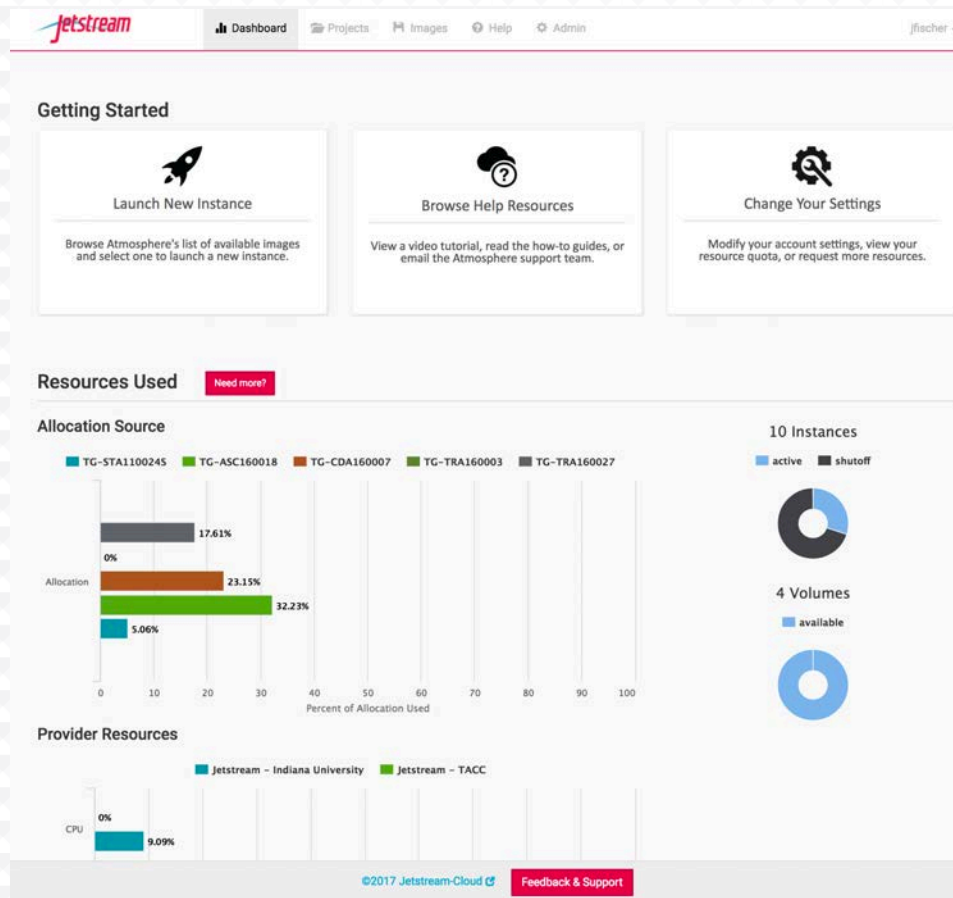 Jetstream
Dashboard Projects Images Help Admin jfischer
Getting Started
Launch New Instance
Browse Atmosphere's list of available images
and select one to launch a new instance.
Browse Help Resources
View a video tutorial, read the how-to guides, or
email the Atmosphere support team.
Change Your Settings
Modify your account settings, view your
resource quota, or request more resources.
Resources Used Need more?
Allocation Source
TG-STA110024S TG-ASC160018 TG-CDA160007 TG-TRA160003 TG-TRA160027
17.61%
0%
Allocation
23.15%
32.23%
5.06%
0 10 20 30 40 50 60 70 80 90 100
Percent of Allocation Used
10 Instances
active shutoff
4 Volumes
available
Provider Resources
Jetstream – Indiana University Jetstream – TACC
CPU
0%
9.09%
©2017 Jetstream-Cloud Feedback & Support